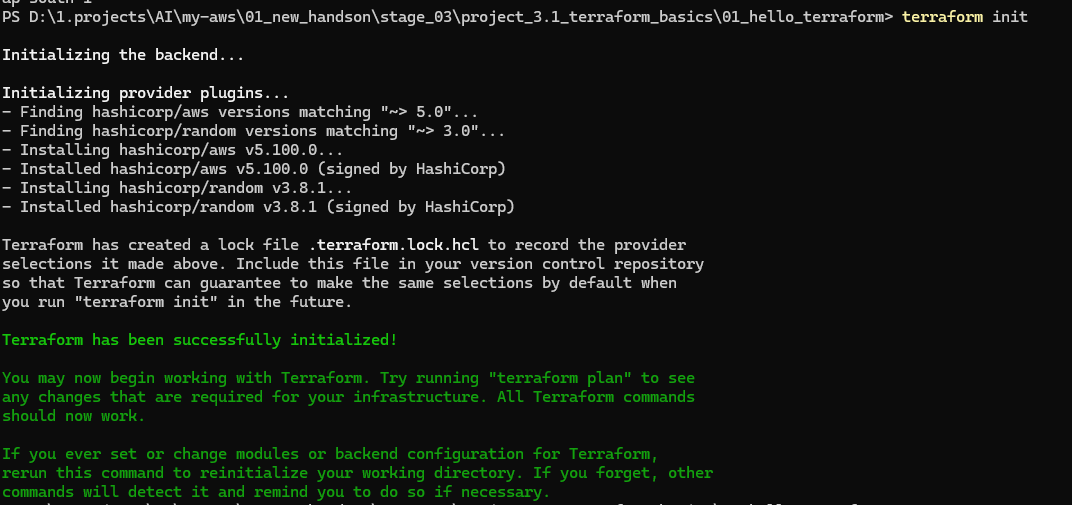 PS D:\1.projects\AI\my-aws\01_new_handson\stage_03\project_3.1_terraform_basics\01_hello_terraform> terraform init
Initializing the backend...
Initializing provider plugins...
- Finding hashicorp/aws versions matching "~> 5.0"...
- Finding hashicorp/random versions matching "~> 3.0"...
- Installing hashicorp/aws v5.100.0...
- Installed hashicorp/aws v5.100.0 (signed by HashiCorp)
- Installing hashicorp/random v3.8.1...
- Installed hashicorp/random v3.8.1 (signed by HashiCorp)
Terraform has created a lock file .terraform.lock.hcl to record the provider
selections it made above. Include this file in your version control repository
so that Terraform can guarantee to make the same selections by default when
you run "terraform init" in the future.
Terraform has been successfully initialized!
You may now begin working with Terraform. Try running "terraform plan" to see
any changes that are required for your infrastructure. All Terraform commands
should now work.
If you ever set or change modules or backend configuration for Terraform,
rerun this command to reinitialize your working directory. If you forget, other
commands will detect it and remind you to do so if necessary.